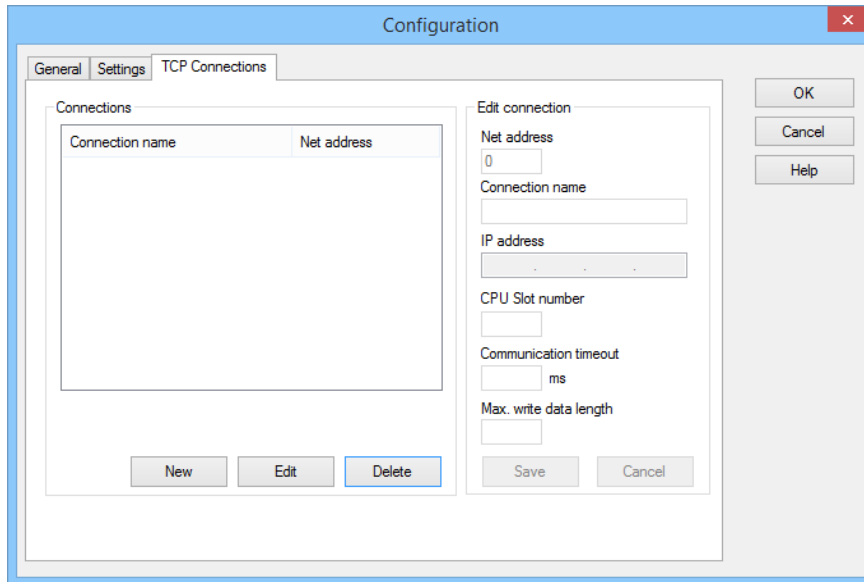 Configuration
General Settings TCP Connections
Connections
Connection name Net address
New Edit Delete
Edit connection
Net address
0
Connection name
IP address
. . .
CPU Slot number
Communication timeout
ms
Max. write data length
Save Cancel
OK
Cancel
Help